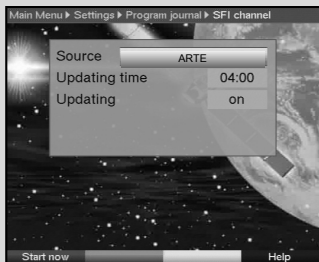 Main Menu ▶ Settings ▶ Program journal ▶ SFI channel
Source ARTE
Updating time 04:00
Updating on
Start now Help